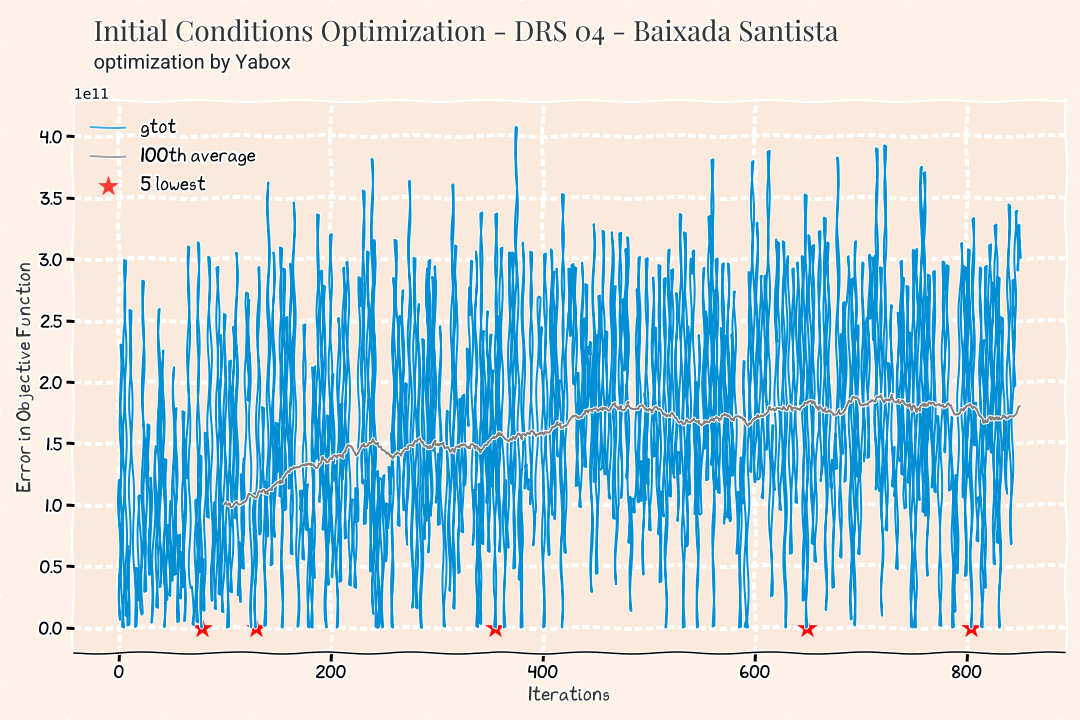 Initial Conditions Optimization - DRS 04 - Baixada Santista
optimization by Yabox
1e11
gtot
100th average
5 lowest
4.0
3.5
3.0
2.5
2.0
1.5
1.0
0.5
0.0
Error in Objective Function
0 200 400 600 800
Iterations